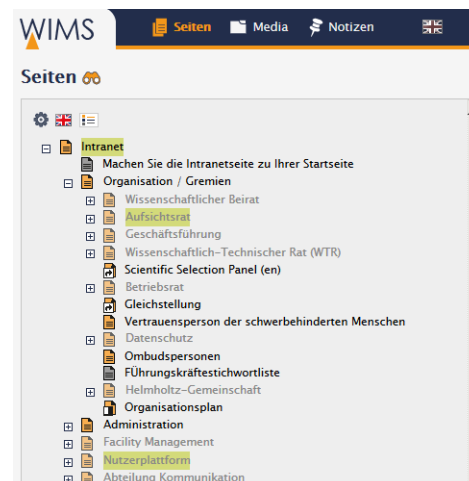 WIMS
Seiten Media Notizen
Seiten
Intranet
Machen Sie die Intranetseite zu Ihrer Startseite
Organisation / Gremien
Wissenschaftlicher Beirat
Aufsichtsrat
Geschäftsführung
Wissenschaftlich-Technischer Rat (WTR)
Scientific Selection Panel (en)
Betriebsrat
Gleichstellung
Vertrauensperson der schwerbehinderten Menschen
Datenschutz
Ombudspersonen
FÜhrungskräftestichwortliste
Helmholtz-Gemeinschaft
Organisationsplan
Administration
Facility Management
Nutzerplattform
Abteilung Kommunikation